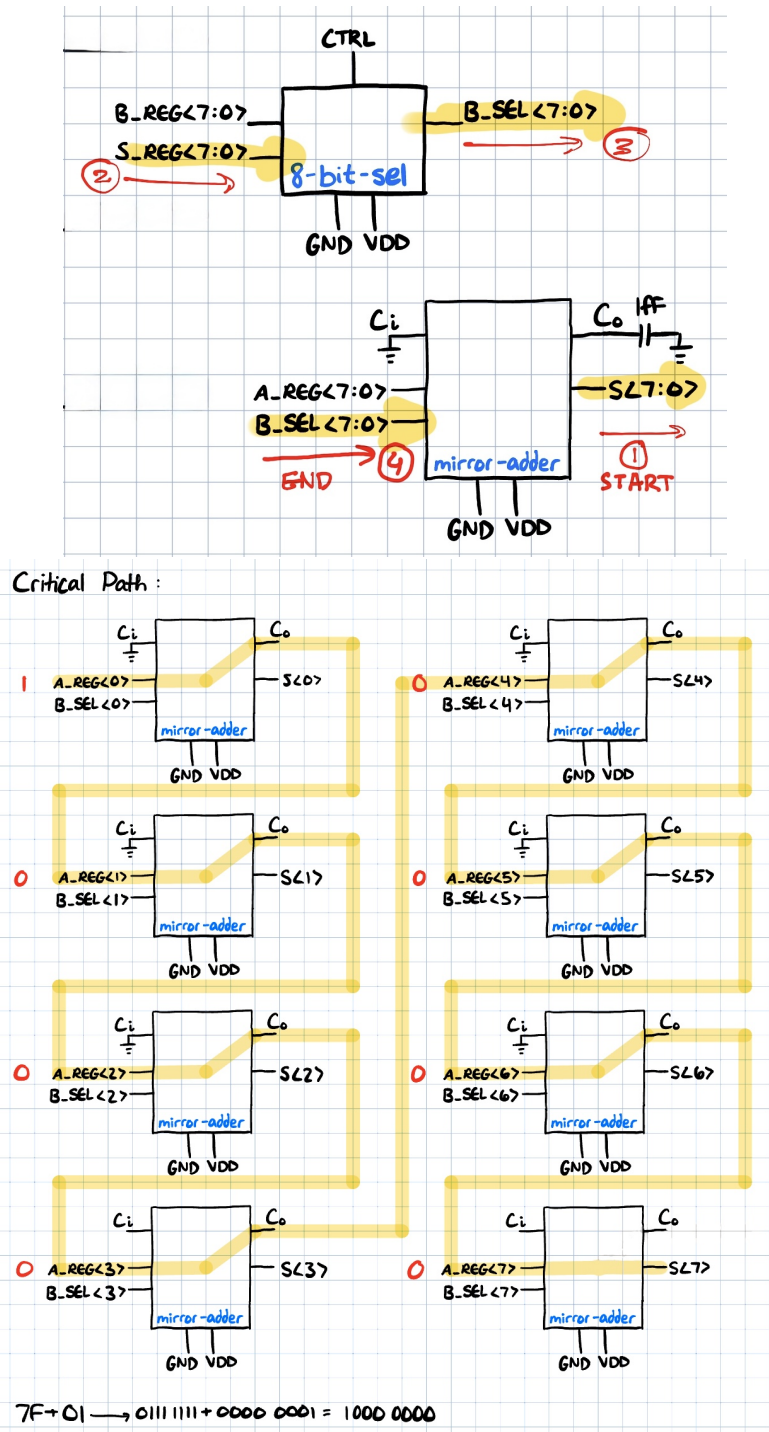 CTRL
B_REG<7:0>
B_SEL<7:0>
S_REG<7:0>
3
2
8-bit-sel
GND VDD
Ci
Co
1fF
A_REG<7:0>
S<7:0>
B_SEL<7:0>
4
mirror-adder
1
END
START
GND VDD
Critical Path:
Ci
Co
1
A_REG<0>
S<0>
B_SEL<0>
mirror-adder
GND VDD
Ci
Co
0
A_REG<1>
S<1>
B_SEL<1>
mirror-adder
GND VDD
Ci
Co
0
A_REG<2>
S<2>
B_SEL<2>
mirror-adder
GND VDD
Ci
Co
0
A_REG<3>
S<3>
B_SEL<3>
mirror-adder
GND VDD
Ci
Co
0
A_REG<4>
S<4>
B_SEL<4>
mirror-adder
GND VDD
Ci
Co
0
A_REG<5>
S<5>
B_SEL<5>
mirror-adder
GND VDD
Ci
Co
0
A_REG<6>
S<6>
B_SEL<6>
mirror-adder
GND VDD
Ci
Co
0
A_REG<7>
S<7>
B_SEL<7>
mirror-adder
GND VDD
7F+01 → 0111 1111 + 0000 0001 = 1000 0000